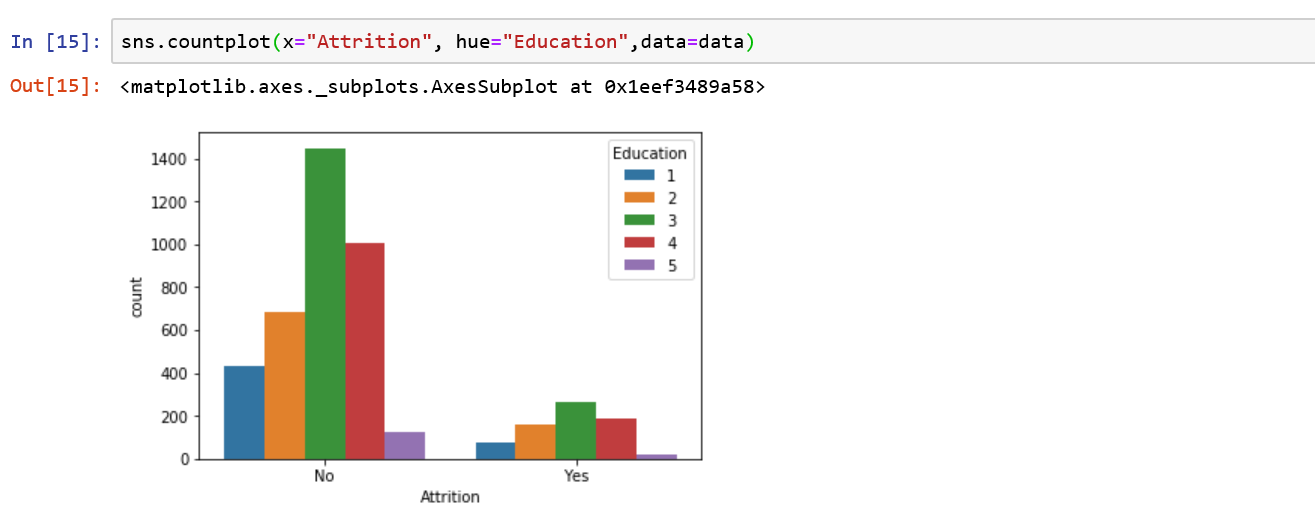 In [15]: sns.countplot(x="Attrition", hue="Education",data=data)
Out[15]: <matplotlib.axes._subplots.AxesSubplot at 0x1eef3489a58>
1400
1200
1000
800
600
400
200
0
count
No
Yes
Attrition
Education
1
2
3
4
5